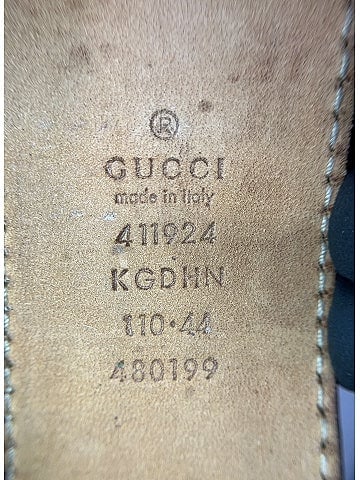 ®
GUCCI
made in Italy
411924
KGDHN
110·44
480199